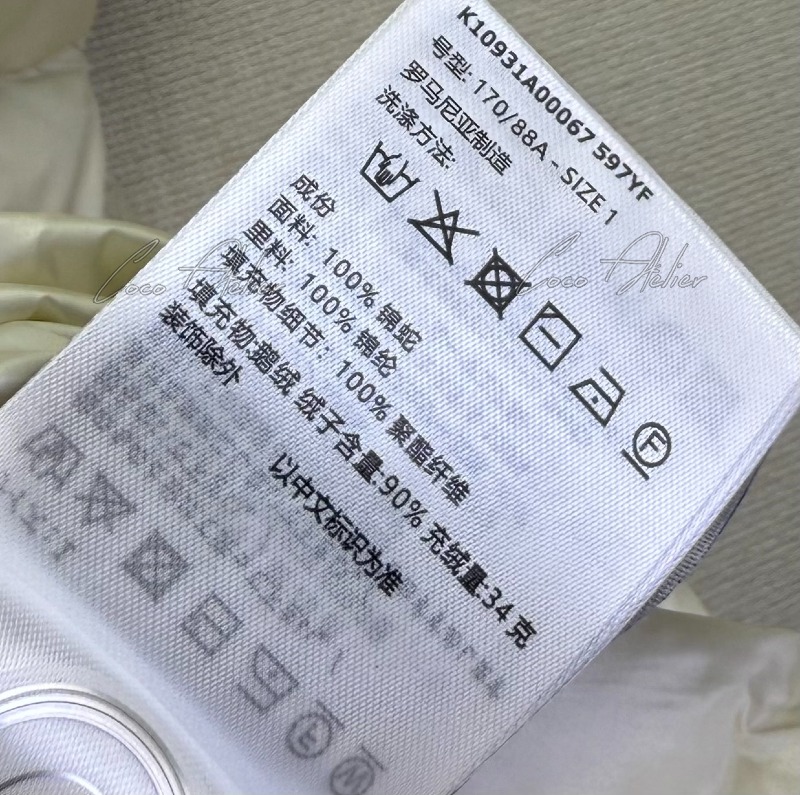 K10931A00067 597YF
号型: 170/88A - SIZE 1
罗马尼亚制造
洗涤方法:
成份
面料: 100% 锦蛇
里料: 100% 锦纶
填充物细节: 100% 聚酯纤维
填充物:鹅绒 绒子含量:90% 充绒量:34 克
装饰除外
以中文标识为准
F
Coco Atelier
Coco Atelier